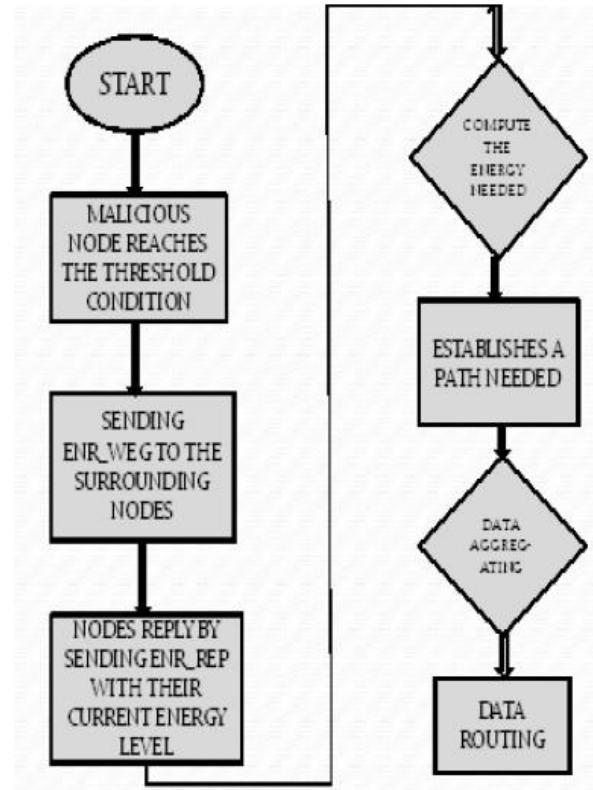 START
MALICIOUS
NODE REACHES
THE THRESHOLD
CONDITION
SENDING
ENR_WEG TO THE
SURROUNDING
NODES
NODES REPLY BY
SENDING ENR_REP
WITH THEIR
CURRENT ENERGY
LEVEL
COMPUTE
THE
ENERGY
NEEDED
ESTABLISHES A
PATH NEEDED
DATA
AGGREG-
ATING
DATA
ROUTING